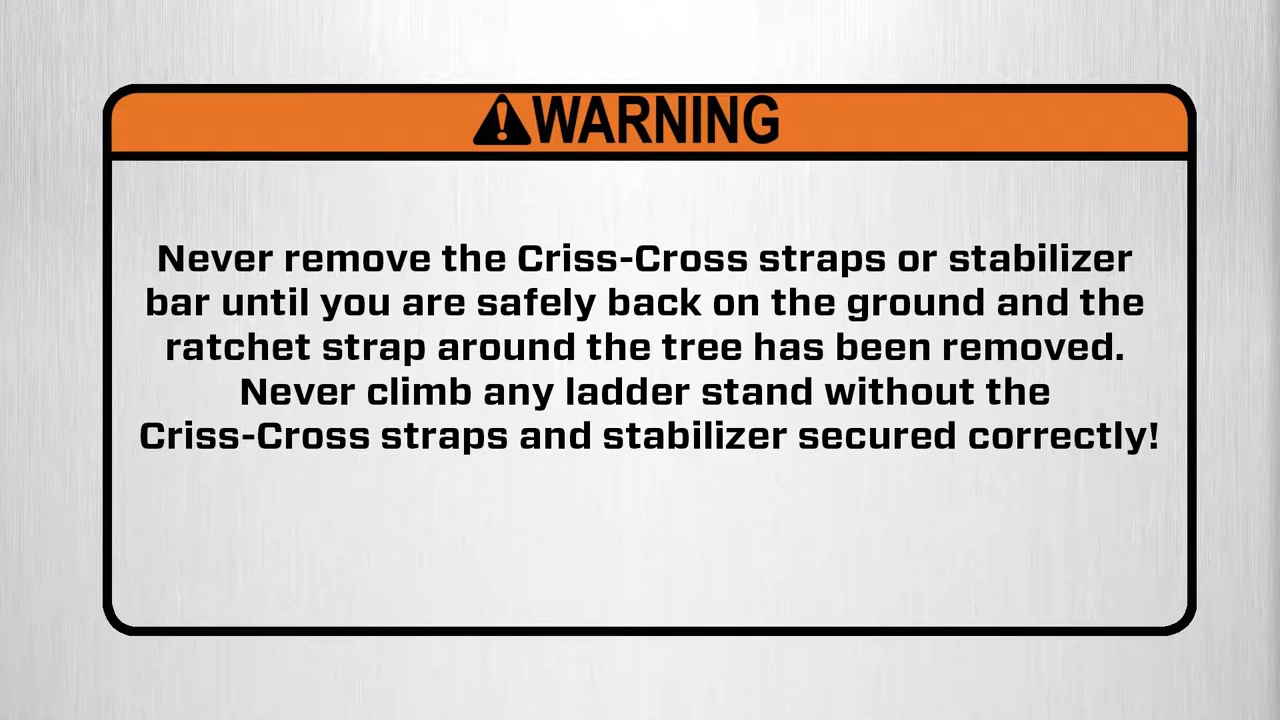 WARNING
Never remove the Criss-Cross straps or stabilizer
bar until you are safely back on the ground and the
ratchet strap around the tree has been removed.
Never climb any ladder stand without the
Criss-Cross straps and stabilizer secured correctly!